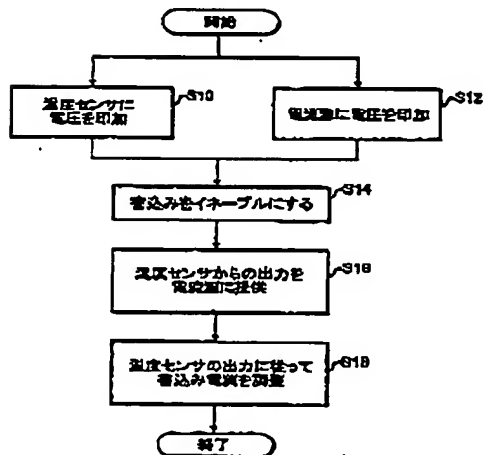 開始
温度センサに
電圧を印加
S10
電流源に電圧を印加
S12
書込みをイネーブルにする
S14
温度センサからの出力を
電流源に提供
S16
温度センサの出力に従って
書込み電流を調整
S18
終了